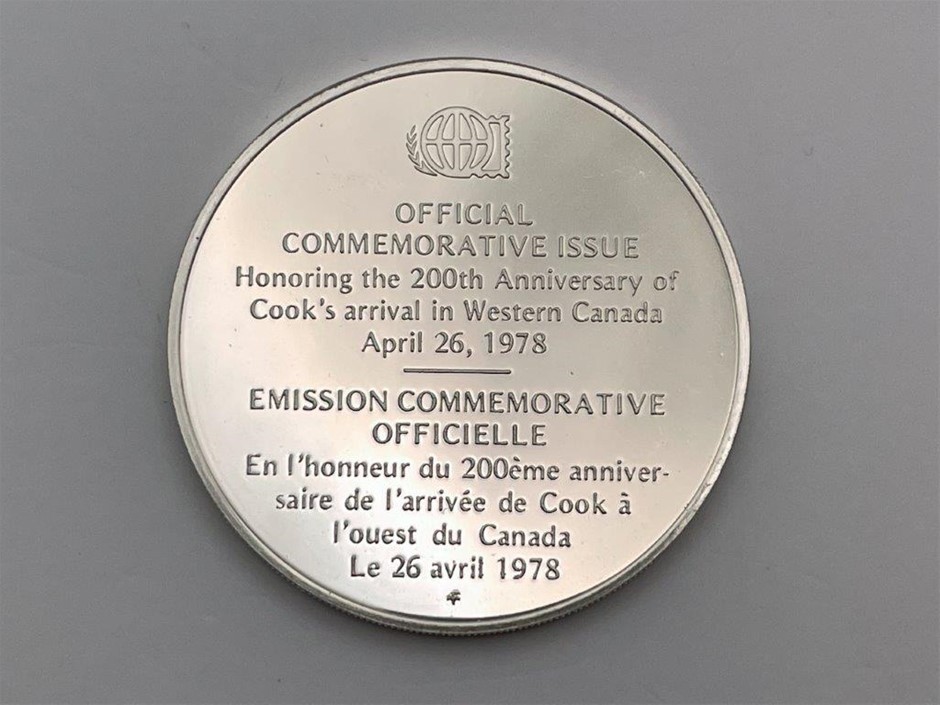 OFFICIAL
COMMEMORATIVE ISSUE
Honoring the 200th Anniversary of
Cook's arrival in Western Canada
April 26, 1978
EMISSION COMMEMORATIVE
OFFICIELLE
En l'honneur du 200ème anniver-
saire de l'arrivée de Cook à
l'ouest du Canada
Le 26 avril 1978